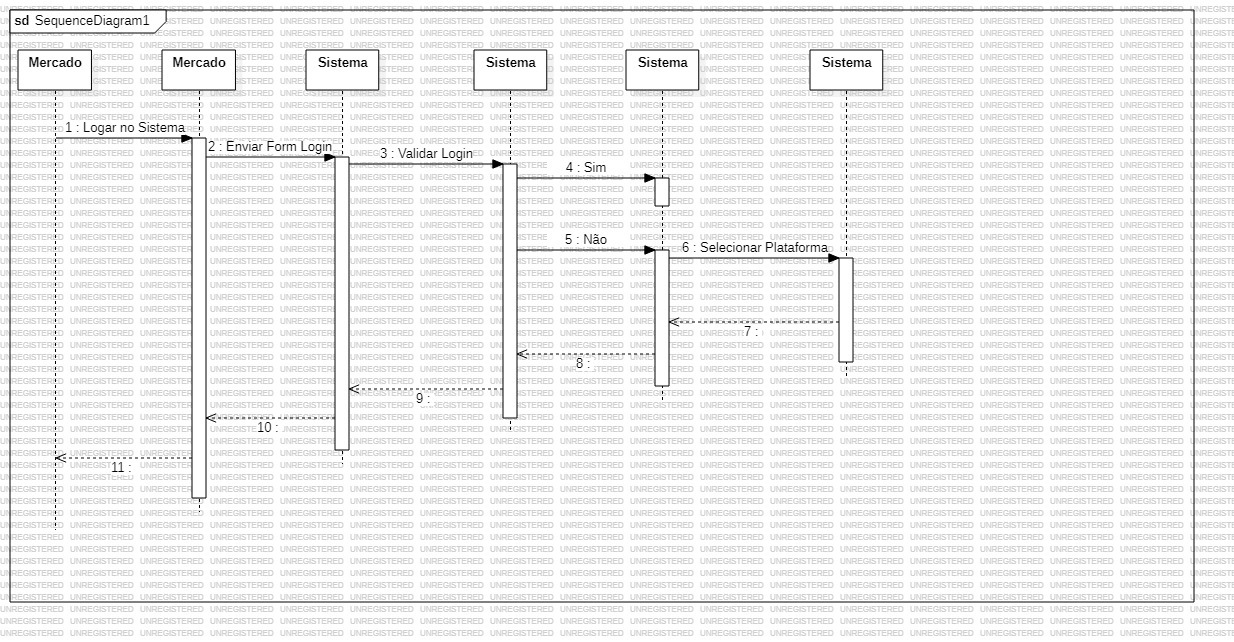 sd SequenceDiagram1
Mercado
Mercado
Sistema
Sistema
Sistema
Sistema
1 : Logar no Sistema
2 : Enviar Form Login
3 : Validar Login
4 : Sim
5 : Não
6 : Selecionar Plataforma
7 :
8 :
9 :
10 :
11 :
UNREGISTERED